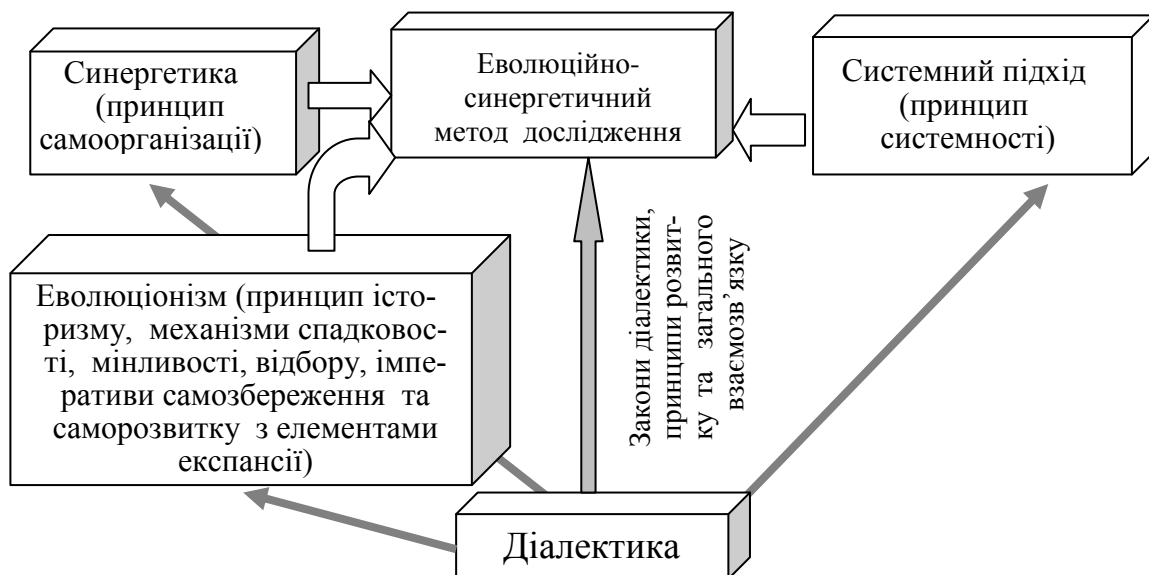 Синергетика
(принцип
самоорганізації)
Еволюційно-
синергетичний
метод дослідження
Системний підхід
(принцип
системності)
Еволюціонізм (принцип істо-
ризму, механізми спадковос-
ті, мінливості, відбору, імпе-
ративи самозбереження та
саморозвитку з елементами
експансії)
Закони діалектики,
принципи розвит-
ку та загального
взаємозв’язку
Діалектика